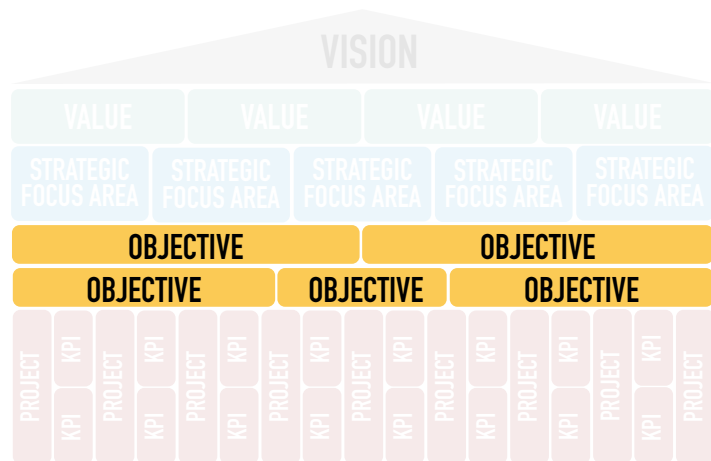 VISION
VALUE VALUE VALUE VALUE
STRATEGIC FOCUS AREA
STRATEGIC FOCUS AREA
STRATEGIC FOCUS AREA
STRATEGIC FOCUS AREA
STRATEGIC FOCUS AREA
OBJECTIVE OBJECTIVE
OBJECTIVE OBJECTIVE OBJECTIVE
PROJECT
KPI
KPI
PROJECT
KPI
KPI
PROJECT
KPI
KPI
PROJECT
KPI
KPI
PROJECT
KPI
KPI
PROJECT
KPI
KPI
PROJECT
KPI
KPI
PROJECT
KPI
KPI
PROJECT